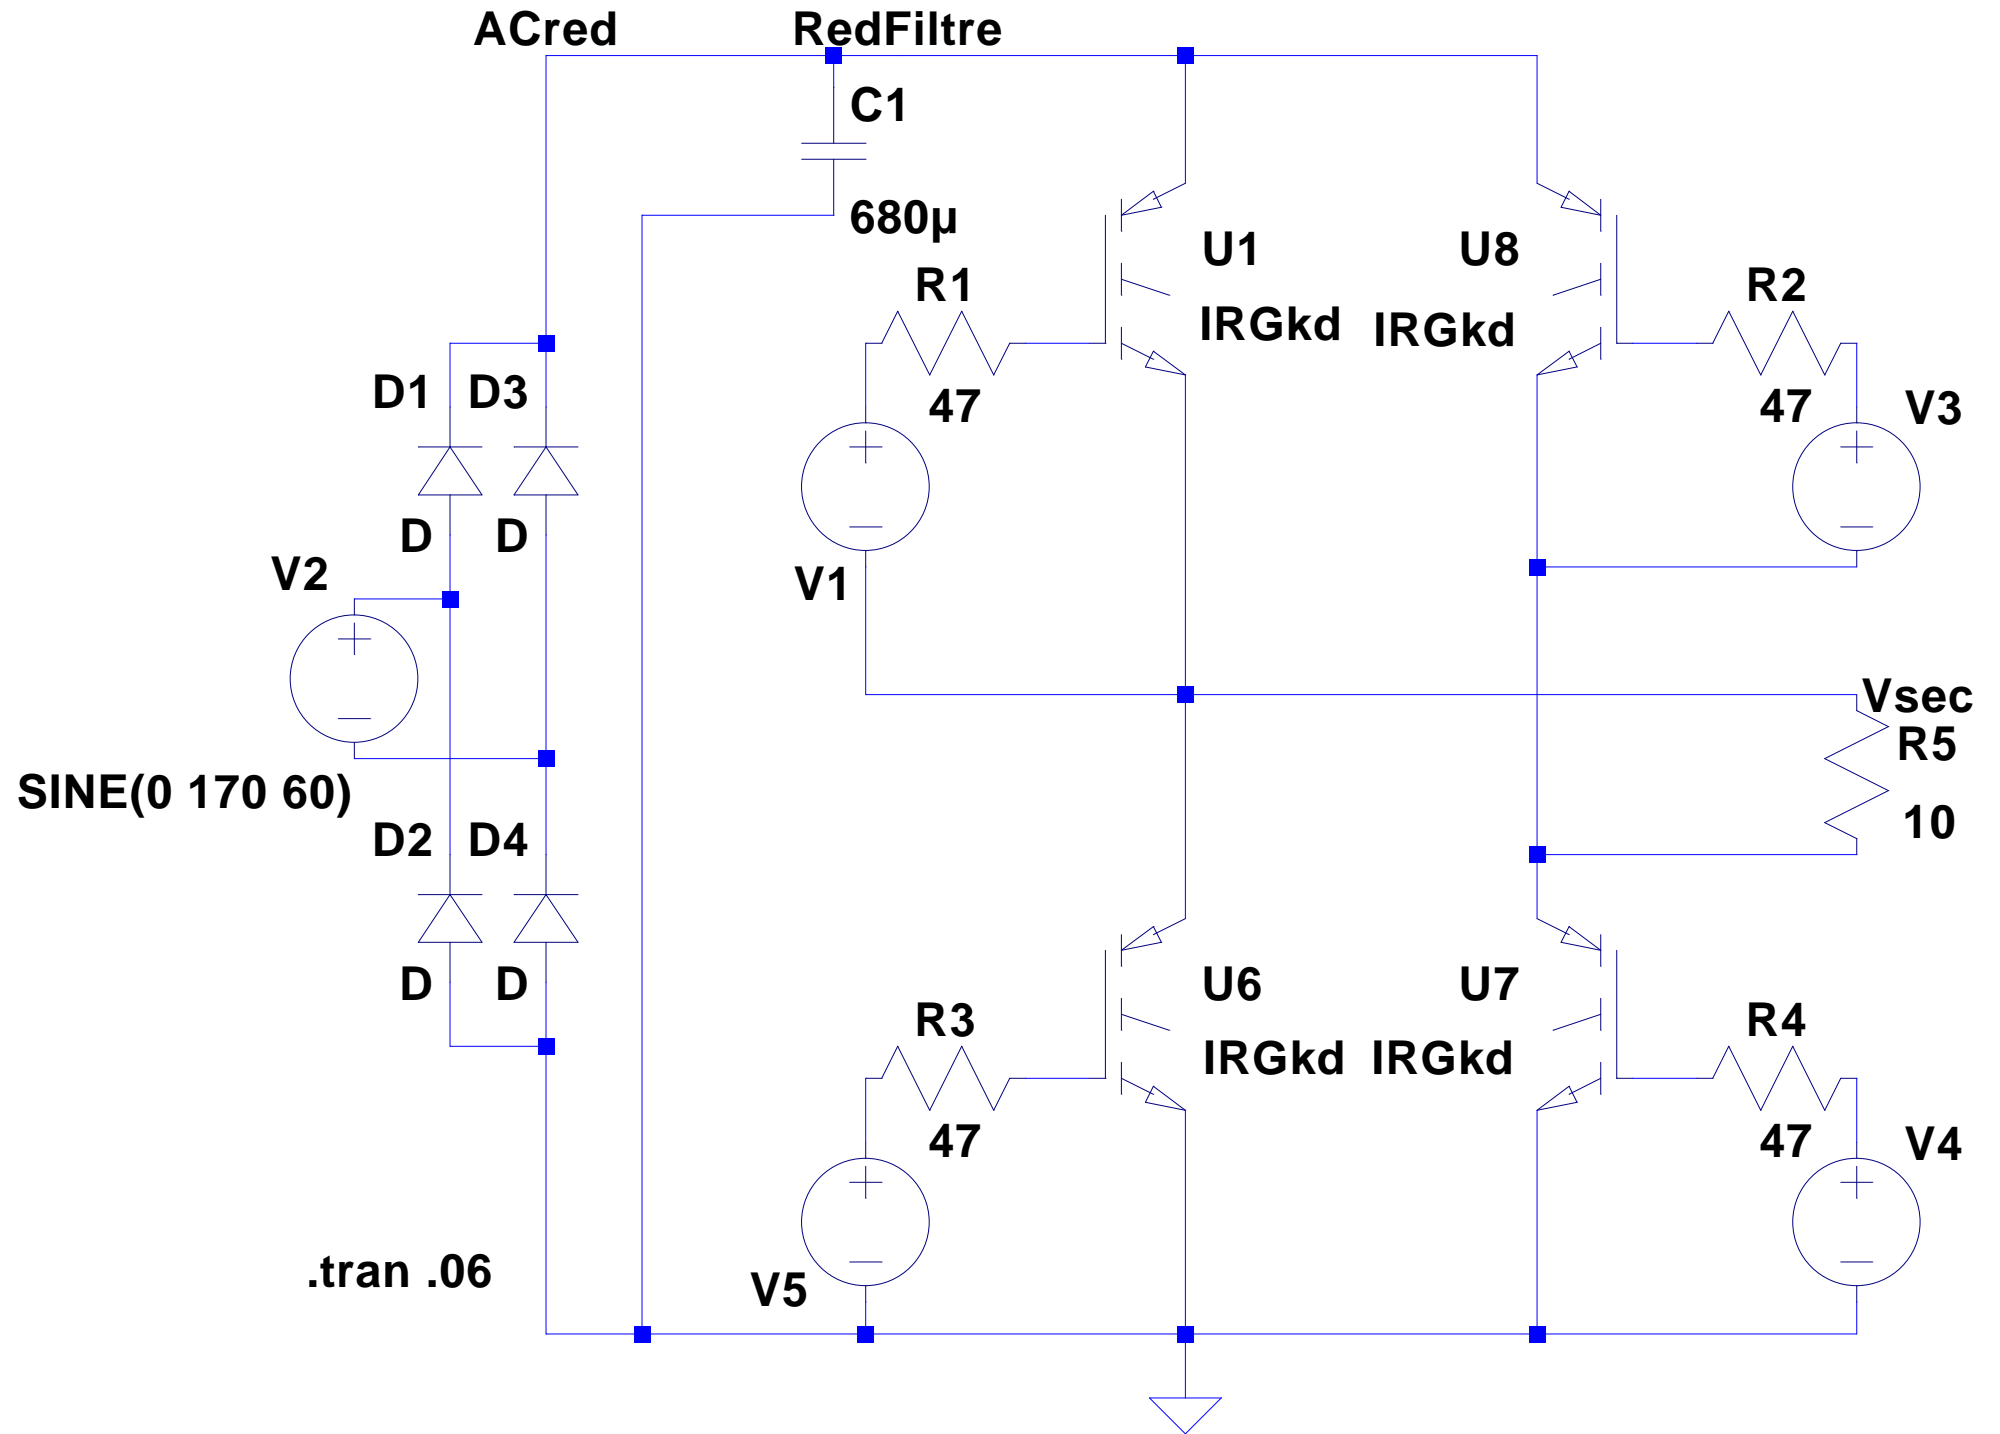 ACred
RedFiltre
C1
680µ
U1
IRGkd
U8
IRGkd
R1
47
R2
47
V3
D1
D3
D
D
V2
V1
SINE(0 170 60)
Vsec
R5
10
D2
D4
D
D
U6
IRGkd
U7
IRGkd
R3
47
R4
47
V4
V5
.tran .06